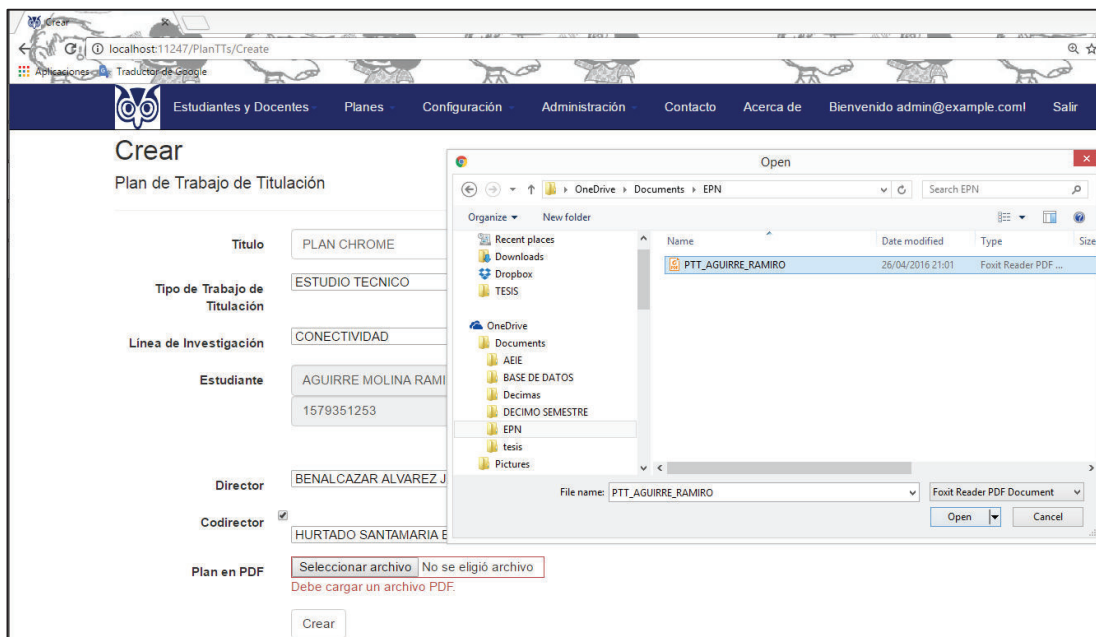 Crear
localhost:11247/PlanTTs/Create
Aplicaciones Traductor de Google
Estudiantes y Docentes Planes Configuración Administración Contacto Acerca de Bienvenido admin@example.com! Salir
Crear
Plan de Trabajo de Titulación
Titulo PLAN CHROME
Tipo de Trabajo de
Titulación
ESTUDIO TECNICO
Línea de Investigación CONECTIVIDAD
Estudiante AGUIRRE MOLINA RAMI
1579351253
Director BENALCAZAR ALVAREZ J
Codirector
HURTADO SANTAMARIA E
Plan en PDF Seleccionar archivo No se eligió archivo
Debe cargar un archivo PDF.
Crear
Open
OneDrive Documents EPN Search EPN
Organize New folder
Recent places
Downloads
Dropbox
TESIS
OneDrive
Documents
AEIE
BASE DE DATOS
Decimas
DECIMO SEMESTRE
EPN
tesis
Pictures
Name Date modified Type Size
PTT_AGUIRRE_RAMIRO 26/04/2016 21:01 Foxit Reader PDF ...
File name: PTT_AGUIRRE_RAMIRO Foxit Reader PDF Document
Open Cancel